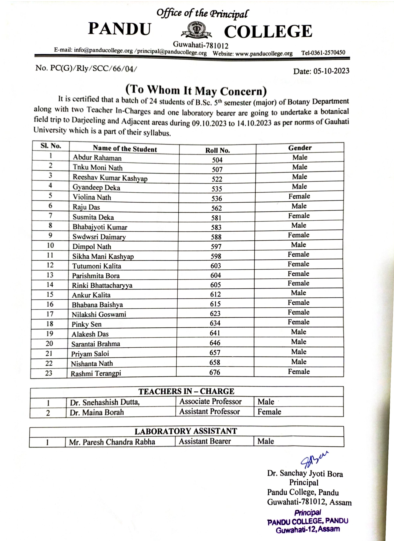 Office of the Principal
PANDU COLLEGE
Guwahati-781012
E-mail: info@panducollege.org /principal@panducollege.org Website: www.panducollege.org Tel-0361-2570450
No. PC(G)/Rly/SCC/66/04/ Date: 05-10-2023
(To Whom It May Concern)
It is certified that a batch of 24 students of B.Sc. 5th semester (major) of Botany Department
along with two Teacher In-Charges and one laboratory bearer are going to undertake a botanical
field trip to Darjeeling and Adjacent areas during 09.10.2023 to 14.10.2023 as per norms of Gauhati
University which is a part of their syllabus.
Sl. No. Name of the Student Roll No. Gender
1 Abdur Rahaman 504 Male
2 Tnku Moni Nath 507 Male
3 Reeshav Kumar Kashyap 522 Male
4 Gyandeep Deka 535 Male
5 Violina Nath 536 Female
6 Raju Das 562 Male
7 Susmita Deka 581 Female
8 Bhabajyoti Kumar 583 Male
9 Swdwsri Daimary 588 Female
10 Dimpol Nath 597 Male
11 Sikha Mani Kashyap 598 Female
12 Tutumoni Kalita 603 Female
13 Parishmita Bora 604 Female
14 Rinki Bhattacharyya 605 Female
15 Ankur Kalita 612 Male
16 Bhabana Baishya 615 Female
17 Nilakshi Goswami 623 Female
18 Pinky Sen 634 Female
19 Alakesh Das 641 Male
20 Sarantai Brahma 646 Male
21 Priyam Saloi 657 Male
22 Nishanta Nath 658 Male
23 Rashmi Terangpi 676 Female
TEACHERS IN – CHARGE
1 Dr. Snehashish Dutta, Associate Professor Male
2 Dr. Maina Borah Assistant Professor Female
LABORATORY ASSISTANT
1 Mr. Paresh Chandra Rabha Assistant Bearer Male
Dr. Sanchay Jyoti Bora
Principal
Pandu College, Pandu
Guwahati-781012, Assam
Principal
PANDU COLLEGE, PANDU
Guwahati-12, Assam